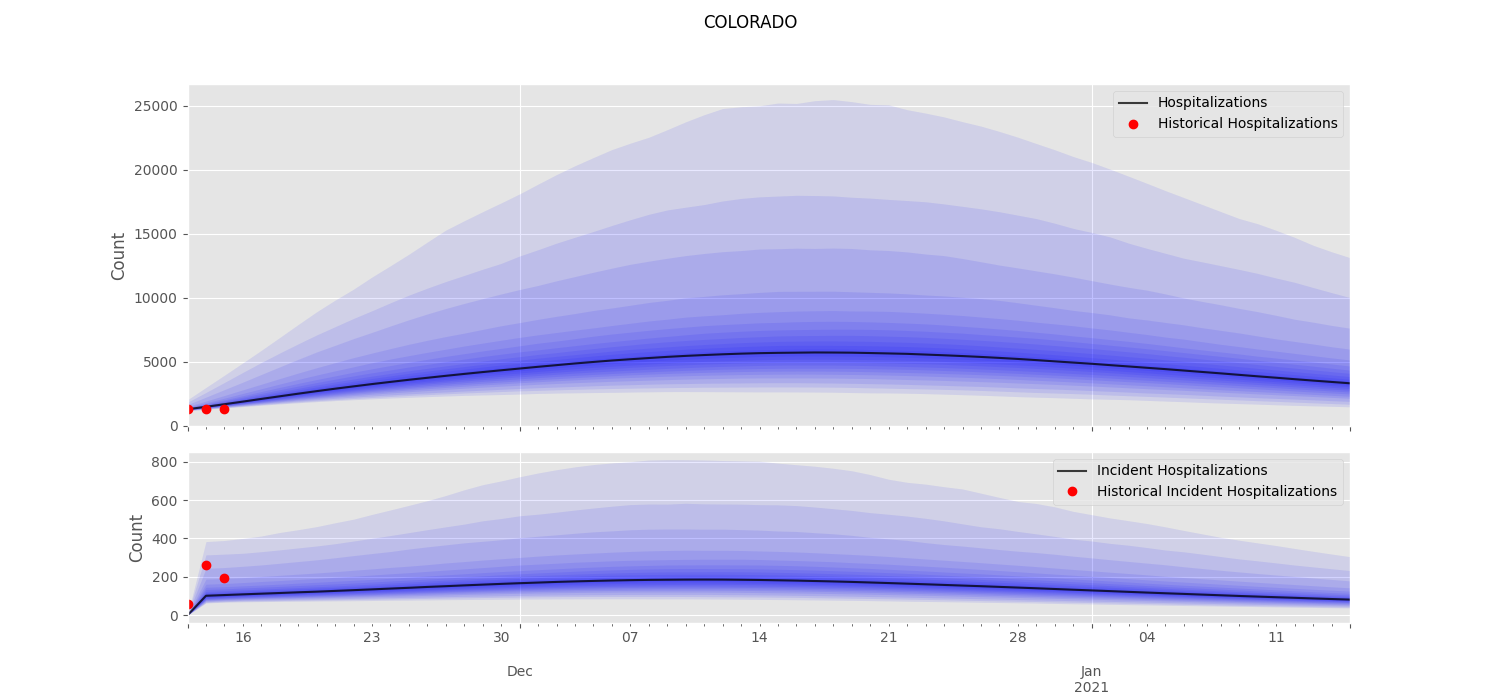 COLORADO
25000
20000
15000
10000
5000
0
Count
Hospitalizations
Historical Hospitalizations
800
600
400
200
0
Count
Incident Hospitalizations
Historical Incident Hospitalizations
16 23 30 07 14 21 28 04 11
Dec Jan
2021